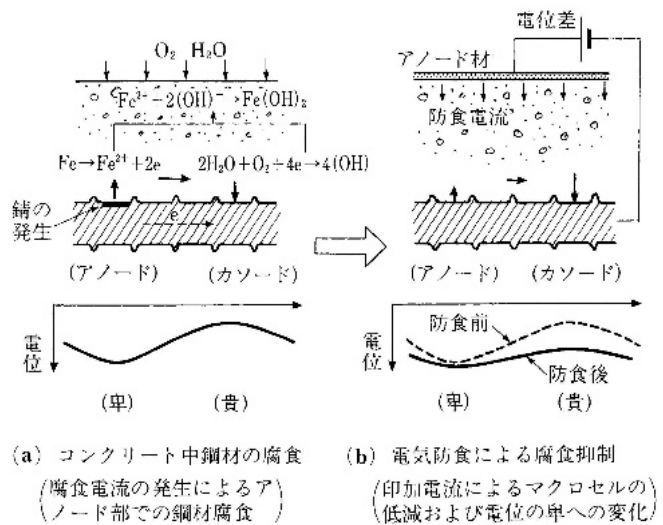 O₂ H₂O
Fe²⁺−2(OH)⁻→Fe(OH)₂
Fe→Fe²⁺+2e
2H₂O+O₂+4e→4(OH)
錆の
発生
e
(アノード)
(カソード)
電位
(卑)
(貴)
(a) コンクリート中鋼材の腐食
(腐食電流の発生によるア
ノード部での鋼材腐食)
電位差
アノード材
防食電流
(アノード)
(カソード)
電位
防食前
防食後
(卑)
(貴)
(b) 電気防食による腐食抑制
(印加電流によるマクロセルの
低減および電位の卑への変化)